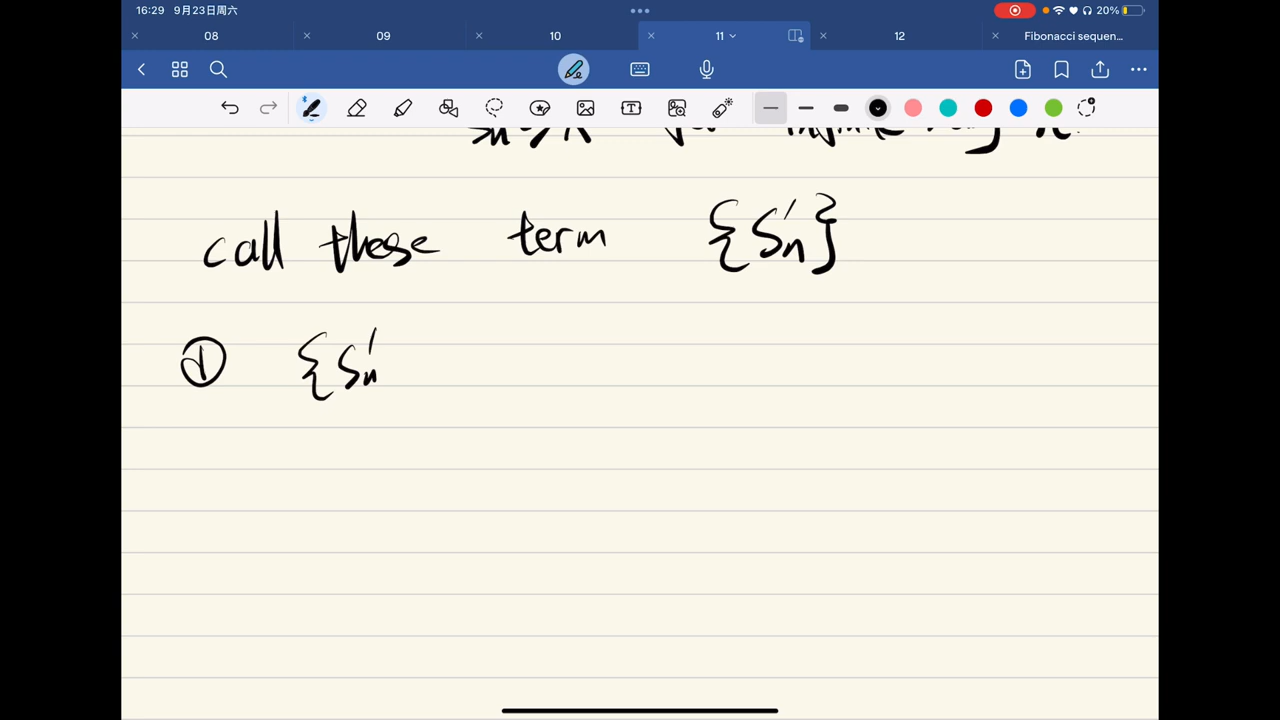 16:29 9月23日周六
20%
08 09 10 11 12 Fibonacci sequen...
call these term {S'n}
① {S'n